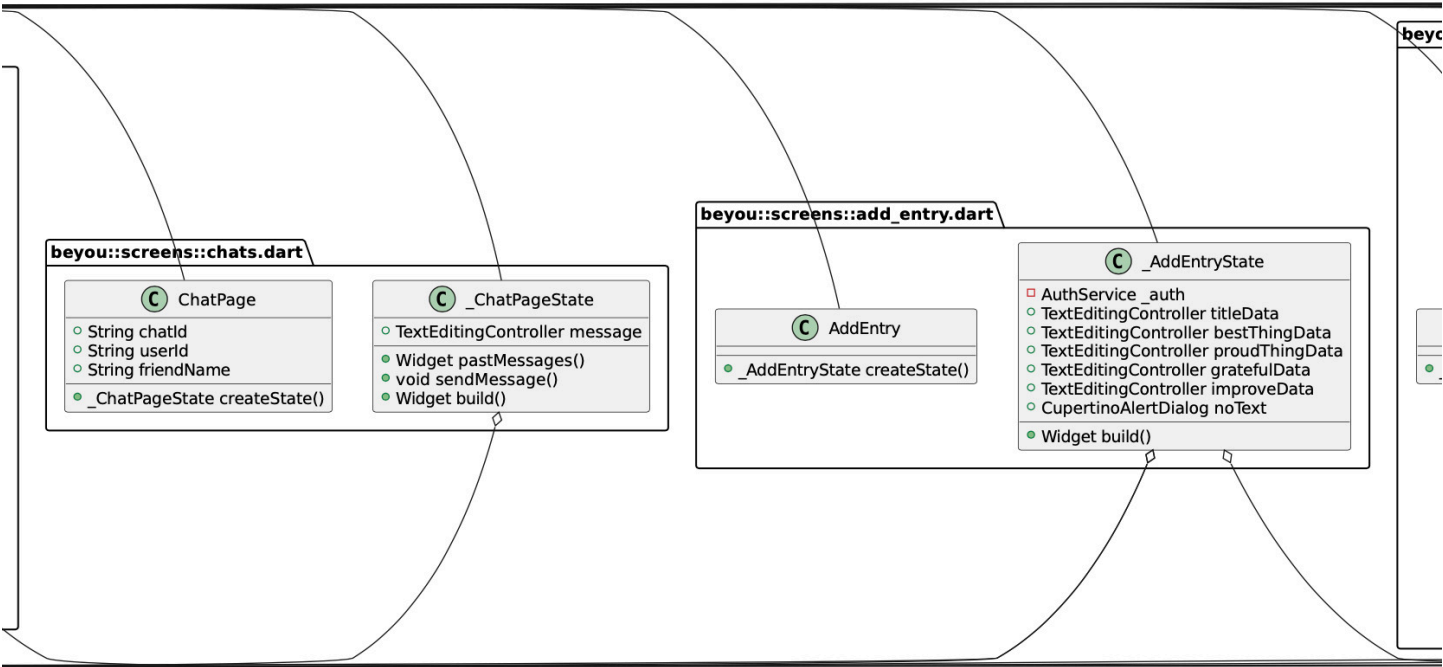 beyo
beyou::screens::add_entry.dart
beyou::screens::chats.dart
C ChatPage
String chatId
String userId
String friendName
_ChatPageState createState()
C _ChatPageState
TextEditingController message
Widget pastMessages()
void sendMessage()
Widget build()
C AddEntry
_AddEntryState createState()
C _AddEntryState
AuthService _auth
TextEditingController titleData
TextEditingController bestThingData
TextEditingController proudThingData
TextEditingController gratefulData
TextEditingController improveData
CupertinoAlertDialog noText
Widget build()
_